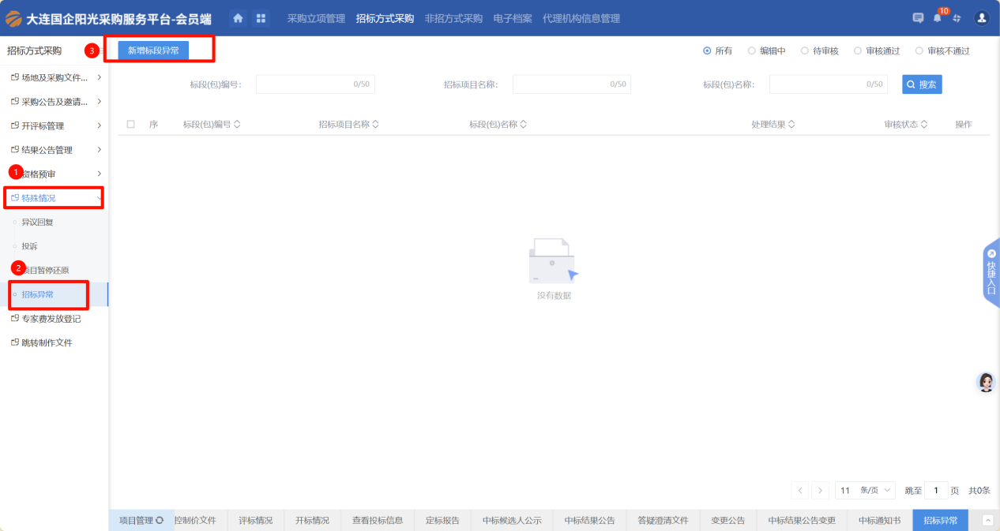 大连国企阳光采购服务平台-会员端
采购立项管理 招标方式采购 非招方式采购 电子档案 代理机构信息管理
10
招标方式采购
3
新增标段异常
所有 编辑中 待审核 审核通过 审核不通过
场地及采购文件...
采购公告及邀请...
开评标管理
结果公告管理
1
资格预审
特殊情况
异议回复
投诉
2
项目暂停还原
招标异常
专家费发放登记
跳转制作文件
标段(包)编号: 0/50 招标项目名称: 0/50 标段(包)名称: 0/50 搜索
序 标段(包)编号 招标项目名称 标段(包)名称 处理结果 审核状态 操作
没有数据
快捷入口
11 条/页 跳至 1 页 共0条
项目管理 控制价文件 评标情况 开标情况 查看投标信息 定标报告 中标候选人公示 中标结果公告 答疑澄清文件 变更公告 中标结果公告变更 中标通知书 招标异常